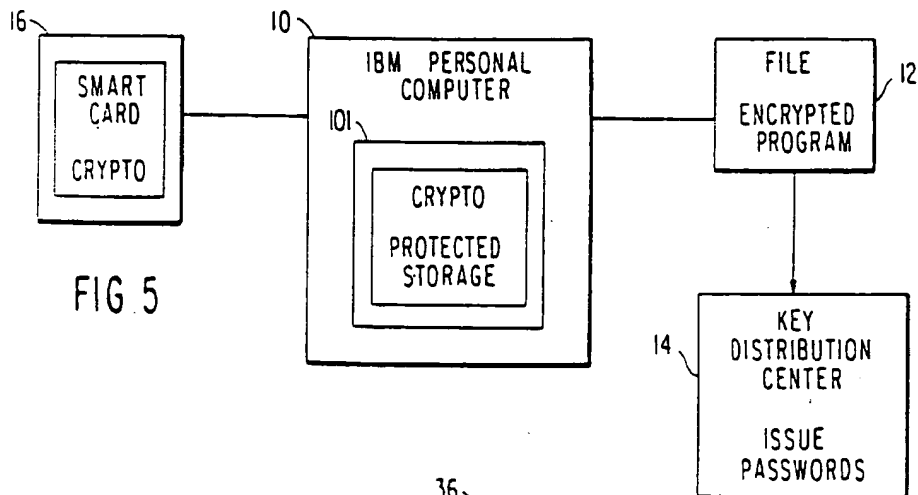 16
SMART
CARD
CRYPTO
FIG 5
10
IBM PERSONAL
COMPUTER
101
CRYPTO
PROTECTED
STORAGE
FILE
ENCRYPTED
PROGRAM
12
14
KEY
DISTRIBUTION
CENTER
ISSUE
PASSWORDS
36